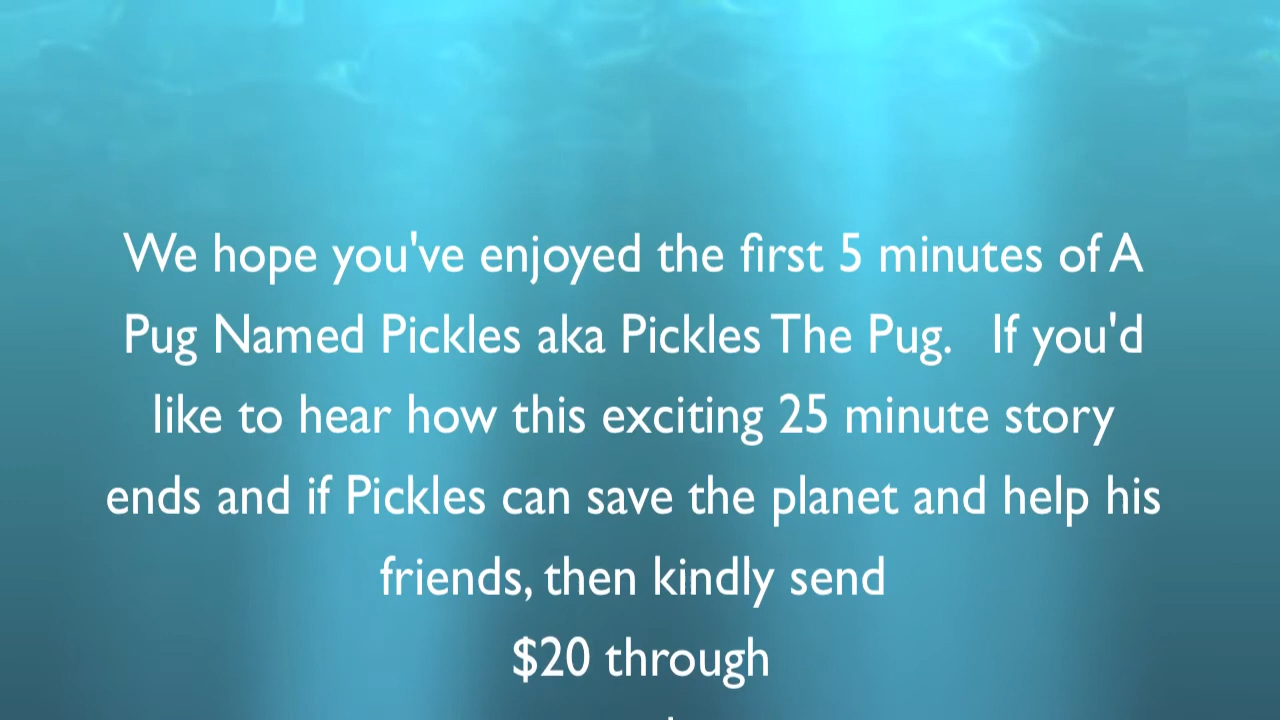 We hope you've enjoyed the first 5 minutes of A
Pug Named Pickles aka Pickles The Pug.   If you'd
like to hear how this exciting 25 minute story
ends and if Pickles can save the planet and help his
friends, then kindly send
$20 through